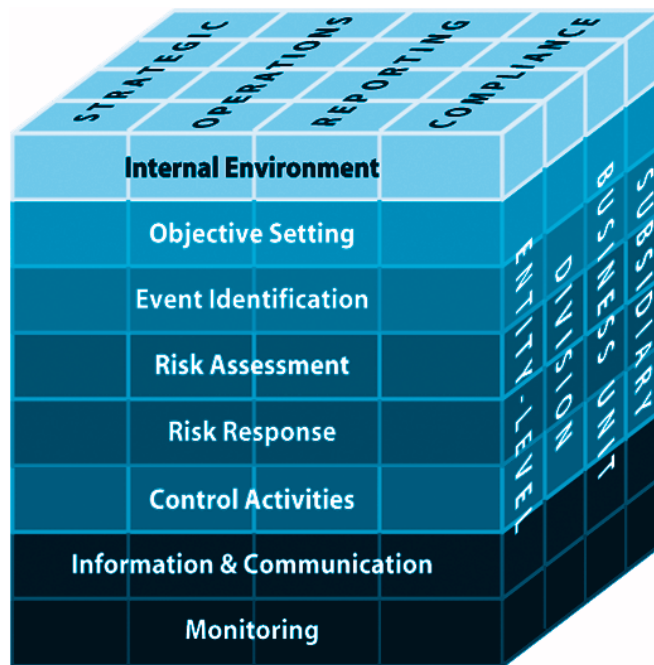 STRATEGIC
OPERATIONS
REPORTING
COMPLIANCE
Internal Environment
Objective Setting
Event Identification
Risk Assessment
Risk Response
Control Activities
Information & Communication
Monitoring
ENTITY-LEVEL
DIVISION
BUSINESS UNIT
SUBSIDIARY